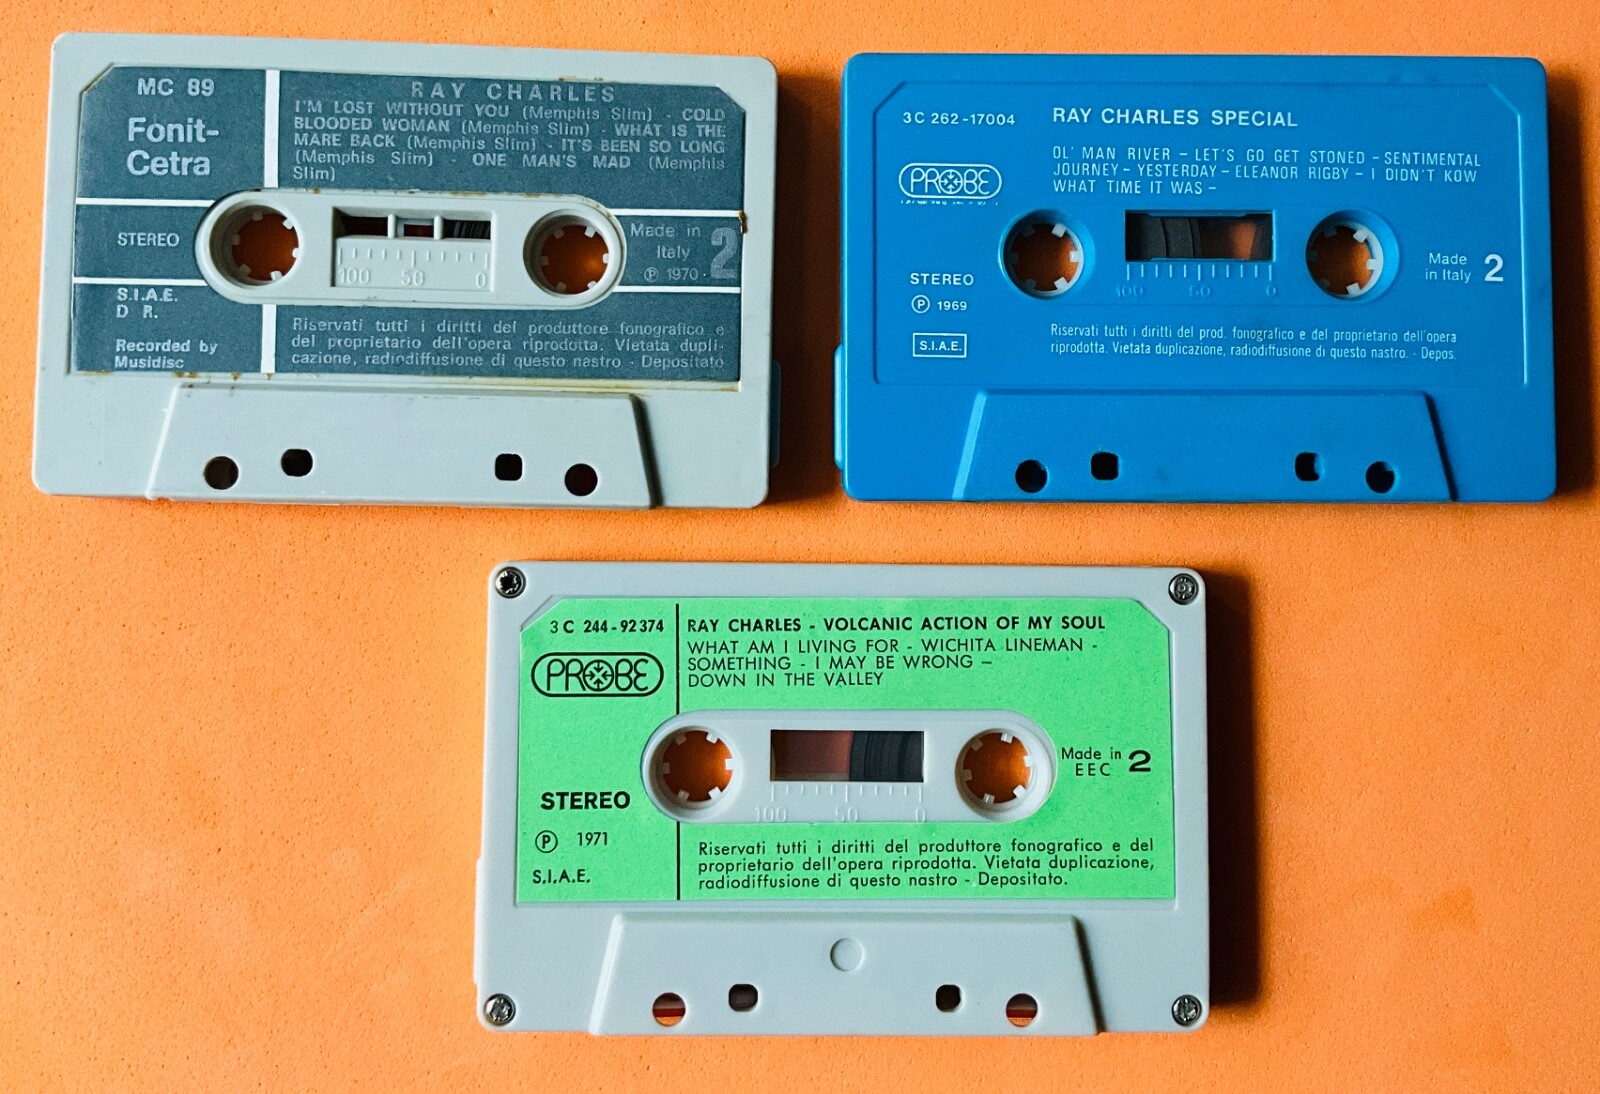 MC 89
Fonit-
Cetra
RAY CHARLES
I'M LOST WITHOUT YOU (Memphis Slim) - COLD
BLOODED WOMAN (Memphis Slim) - WHAT IS THE
MARE BACK (Memphis Slim) - IT'S BEEN SO LONG
(Memphis Slim) - ONE MAN'S MAD (Memphis
Slim)
STEREO
100 50 0
Made in
Italy
Ⓟ 1970
2
S.I.A.E.
D R.
Recorded by
Musidisc
Riservati tutti i diritti del produttore fonografico e
del proprietario dell'opera riprodotta. Vietata dupli-
cazione, radiodiffusione di questo nastro - Depositato
3C 262-17004
RAY CHARLES SPECIAL
PROBE
OL' MAN RIVER – LET'S GO GET STONED – SENTIMENTAL
JOURNEY – YESTERDAY – ELEANOR RIGBY – I DIDN'T KOW
WHAT TIME IT WAS –
STEREO
Ⓟ 1969
S.I.A.E.
100 50 0
Made
in Italy
2
Riservati tutti i diritti del prod. fonografico e del proprietario dell'opera
riprodotta. Vietata duplicazione, radiodiffusione di questo nastro. - Depos.
3C 244-92374
PROBE
RAY CHARLES - VOLCANIC ACTION OF MY SOUL
WHAT AM I LIVING FOR - WICHITA LINEMAN -
SOMETHING - I MAY BE WRONG –
DOWN IN THE VALLEY
STEREO
Ⓟ 1971
S.I.A.E.
100 50 0
Made in
EEC
2
Riservati tutti i diritti del produttore fonografico e del
proprietario dell'opera riprodotta. Vietata duplicazione,
radiodiffusione di questo nastro - Depositato.